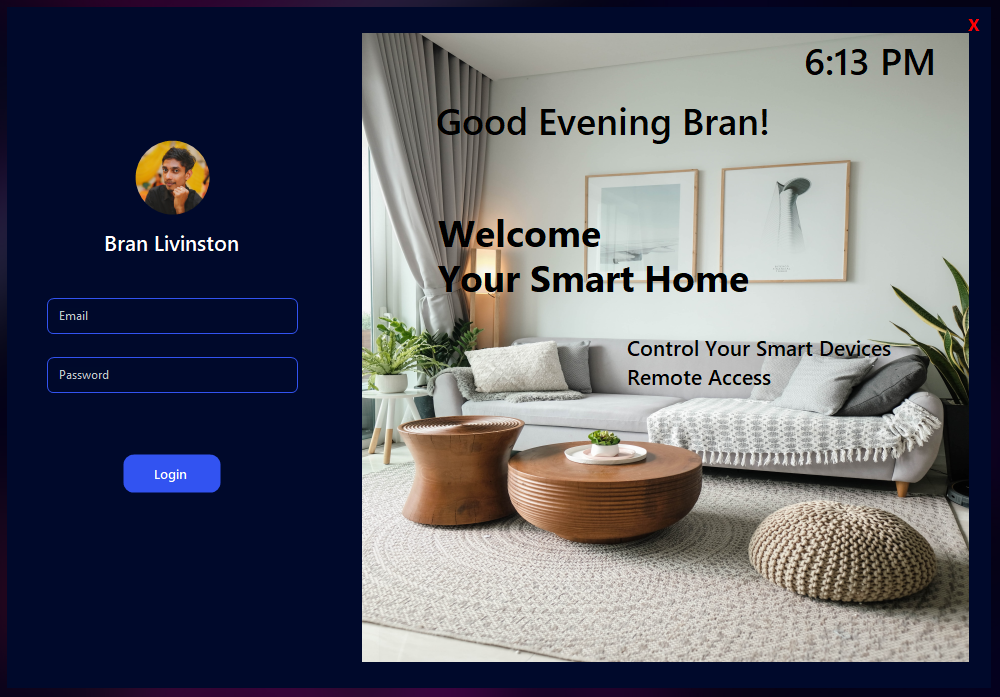 X
6:13 PM
Good Evening Bran!
Bran Livinston
Welcome
Your Smart Home
Email
Password
Control Your Smart Devices
Remote Access
Login